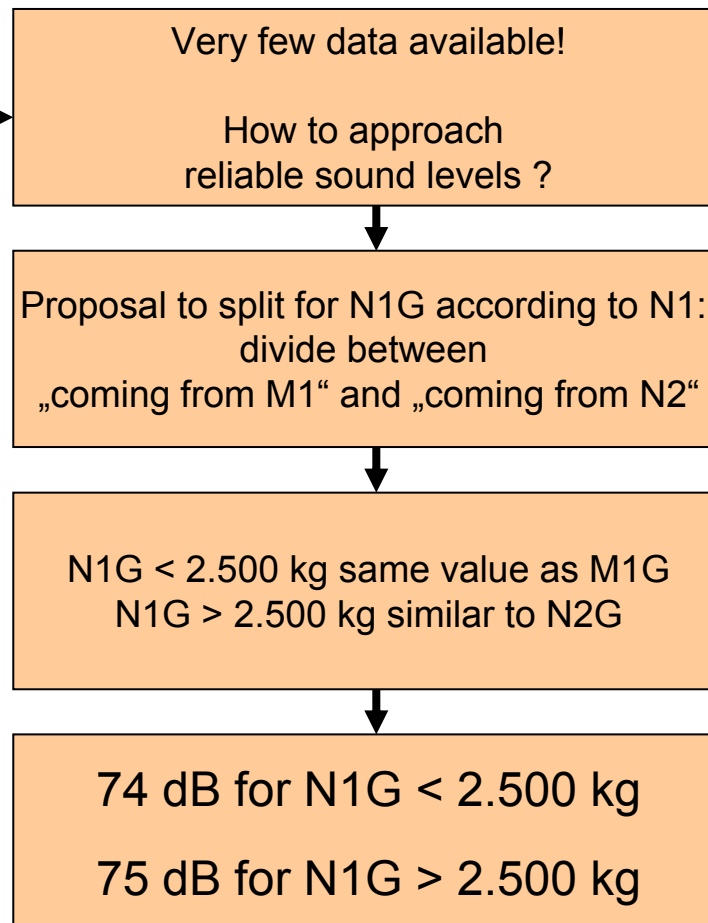 Very few data available!
How to approach
reliable sound levels ?
Proposal to split for N1G according to N1:
divide between
„coming from M1“ and „coming from N2“
N1G < 2.500 kg same value as M1G
N1G > 2.500 kg similar to N2G
74 dB for N1G < 2.500 kg
75 dB for N1G > 2.500 kg